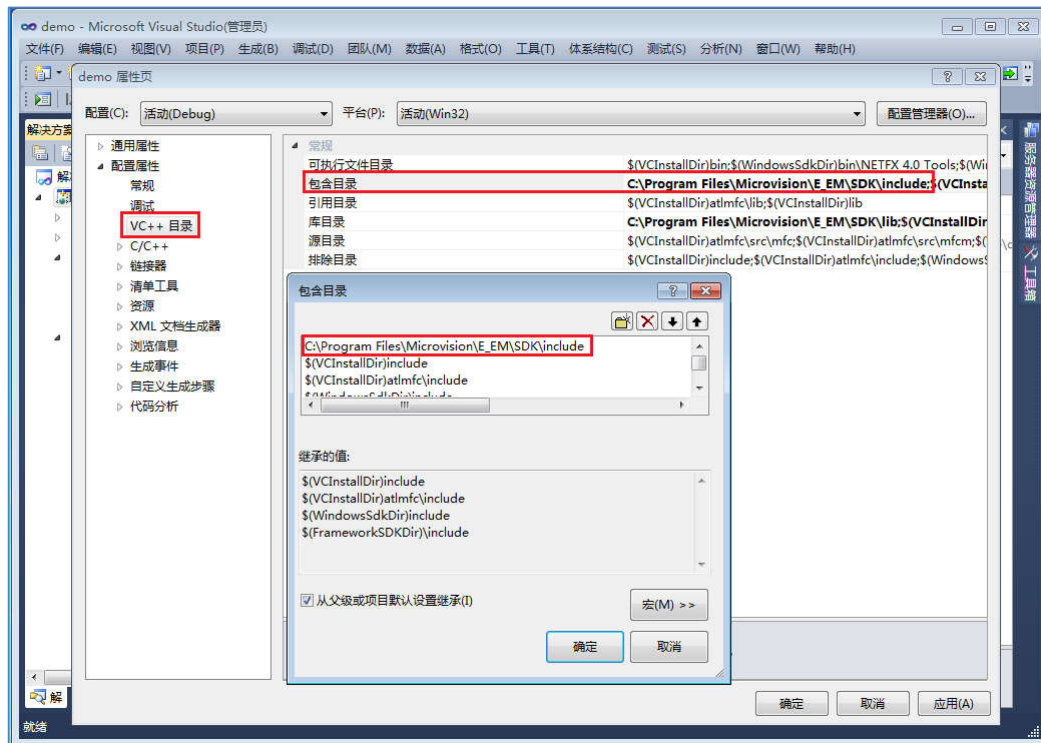 demo - Microsoft Visual Studio(管理员)
文件(F) 编辑(E) 视图(V) 项目(P) 生成(B) 调试(D) 团队(M) 数据(A) 格式(O) 工具(T) 体系结构(C) 测试(S) 分析(N) 窗口(W) 帮助(H)
demo 属性页
配置(C): 活动(Debug) 平台(P): 活动(Win32) 配置管理器(O)...
解决方案
解
通用属性
配置属性
常规
调试
VC++ 目录
C/C++
链接器
清单工具
资源
XML 文档生成器
浏览信息
生成事件
自定义生成步骤
代码分析
常规
可执行文件目录 $(VCInstallDir)bin;$(WindowsSdkDir)bin\NETFX 4.0 Tools;$(Wi
包含目录 C:\Program Files\Microvision\E_EM\SDK\include;$(VCInsta
引用目录 $(VCInstallDir)atlmfc\lib;$(VCInstallDir)lib
库目录 C:\Program Files\Microvision\E_EM\SDK\lib;$(VCInstallDir
源目录 $(VCInstallDir)atlmfc\src\mfc;$(VCInstallDir)atlmfc\src\mfcm;$(
排除目录 $(VCInstallDir)include;$(VCInstallDir)atlmfc\include;$(Windows
包含目录
C:\Program Files\Microvision\E_EM\SDK\include
$(VCInstallDir)include
$(VCInstallDir)atlmfc\include
$(WindowsSdkDir)include
继承的值:
$(VCInstallDir)include
$(VCInstallDir)atlmfc\include
$(WindowsSdkDir)include
$(FrameworkSDKDir)\include
从父级或项目默认设置继承(I)
宏(M) >>
确定 取消
确定 取消 应用(A)
服务器资源管理器
工具箱
解
就绪